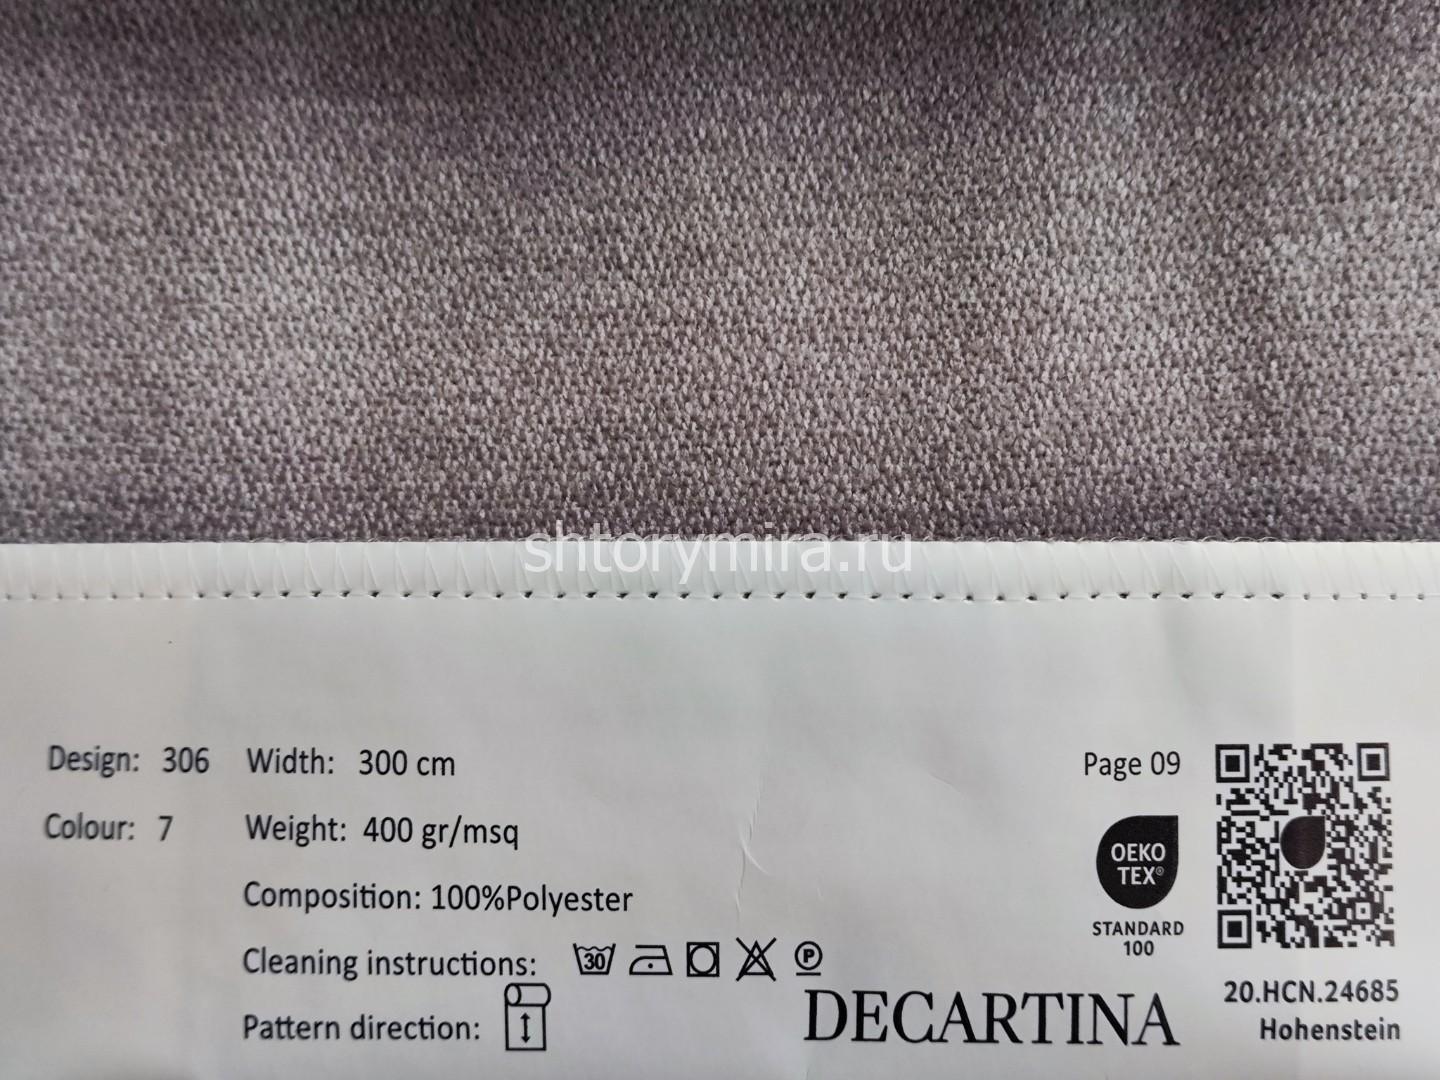 shtorymira.ru
Design: 306 Width: 300 cm
Colour: 7 Weight: 400 gr/msq
Composition: 100%Polyester
Cleaning instructions: 30 P
Pattern direction:
DECARTINA
Page 09
OEKO
TEX®
STANDARD
100
20.HCN.24685
Hohenstein